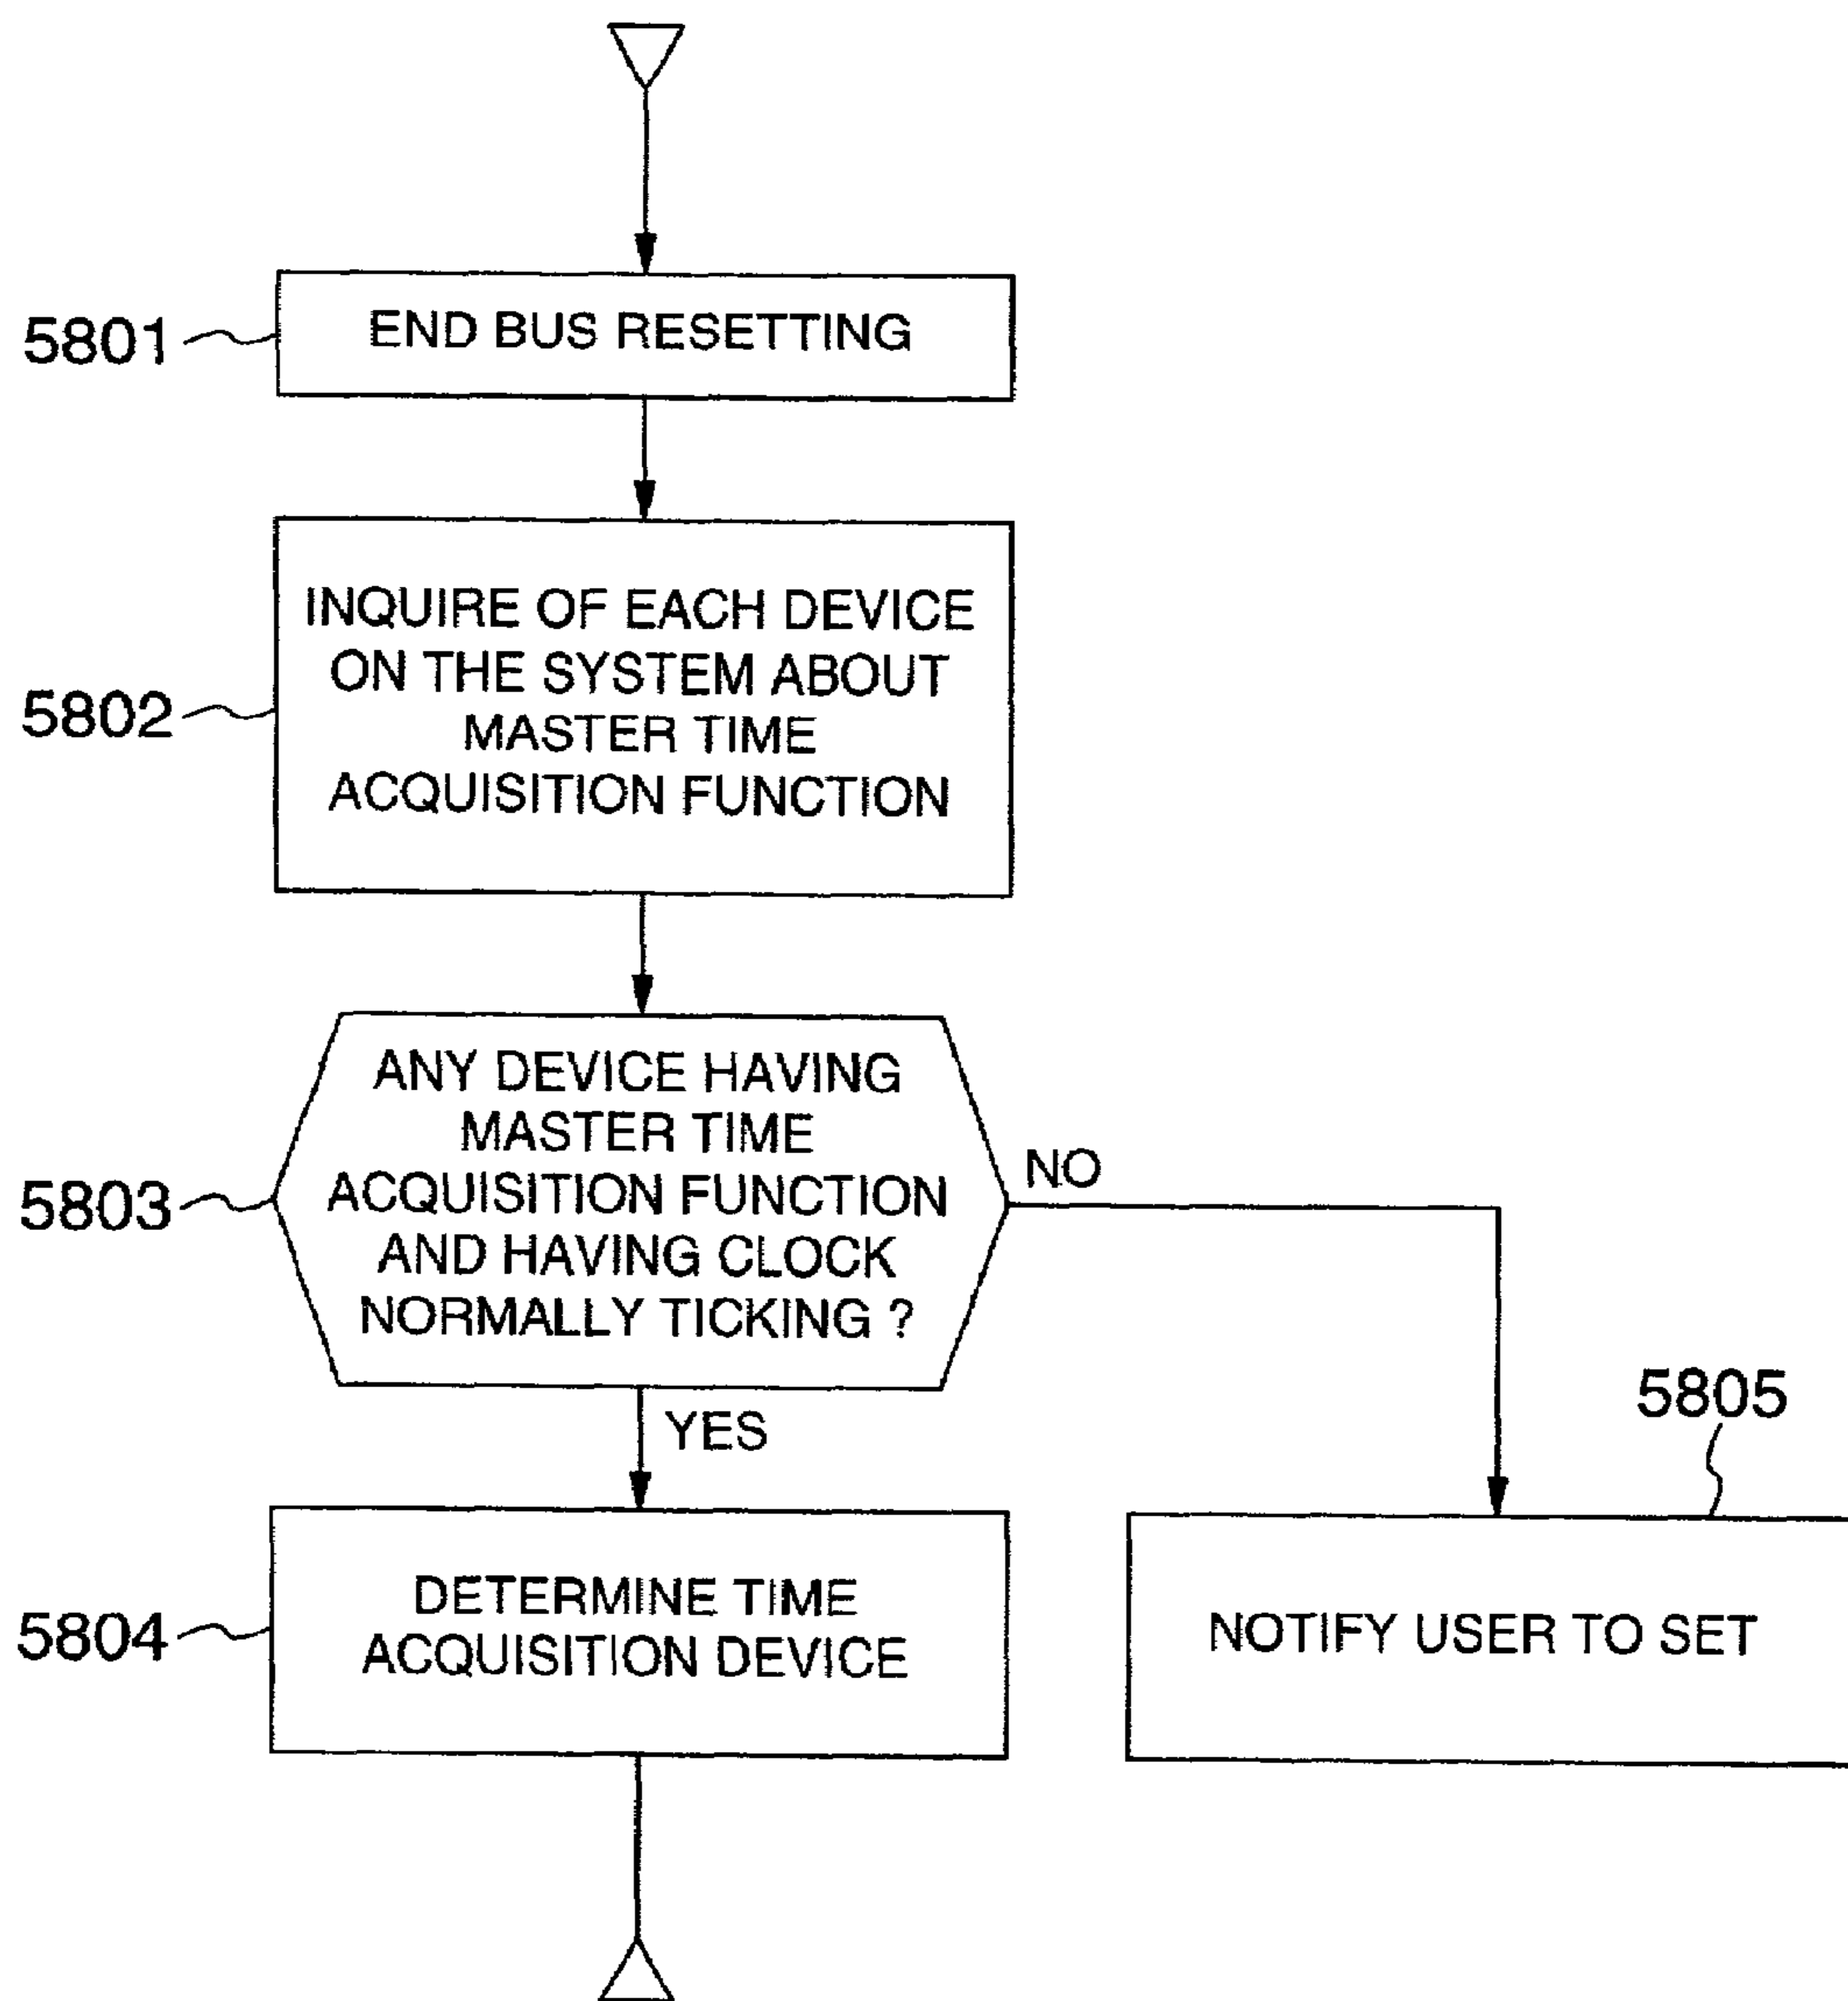 5801
END BUS RESETTING
5802
INQUIRE OF EACH DEVICE
ON THE SYSTEM ABOUT
MASTER TIME
ACQUISITION FUNCTION
5803
ANY DEVICE HAVING
MASTER TIME
ACQUISITION FUNCTION
AND HAVING CLOCK
NORMALLY TICKING ?
NO
YES
5804
DETERMINE TIME
ACQUISITION DEVICE
5805
NOTIFY USER TO SET